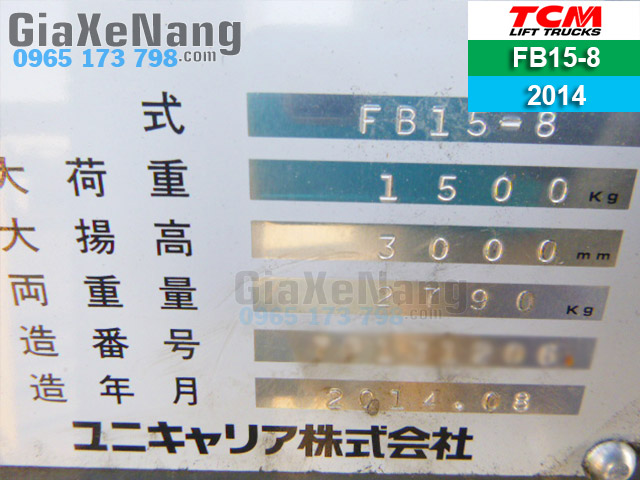 GiaXeNang
0965 173 798.com
TCM
LIFT TRUCKS
FB15-8
2014
式 FB15-8
大荷重 1500 Kg
大揚高 3000 mm
両重量 2790 Kg
GiaXeNang
0965 173 798.com
造番号
造年月 2014.08
ユニキャリア株式会社